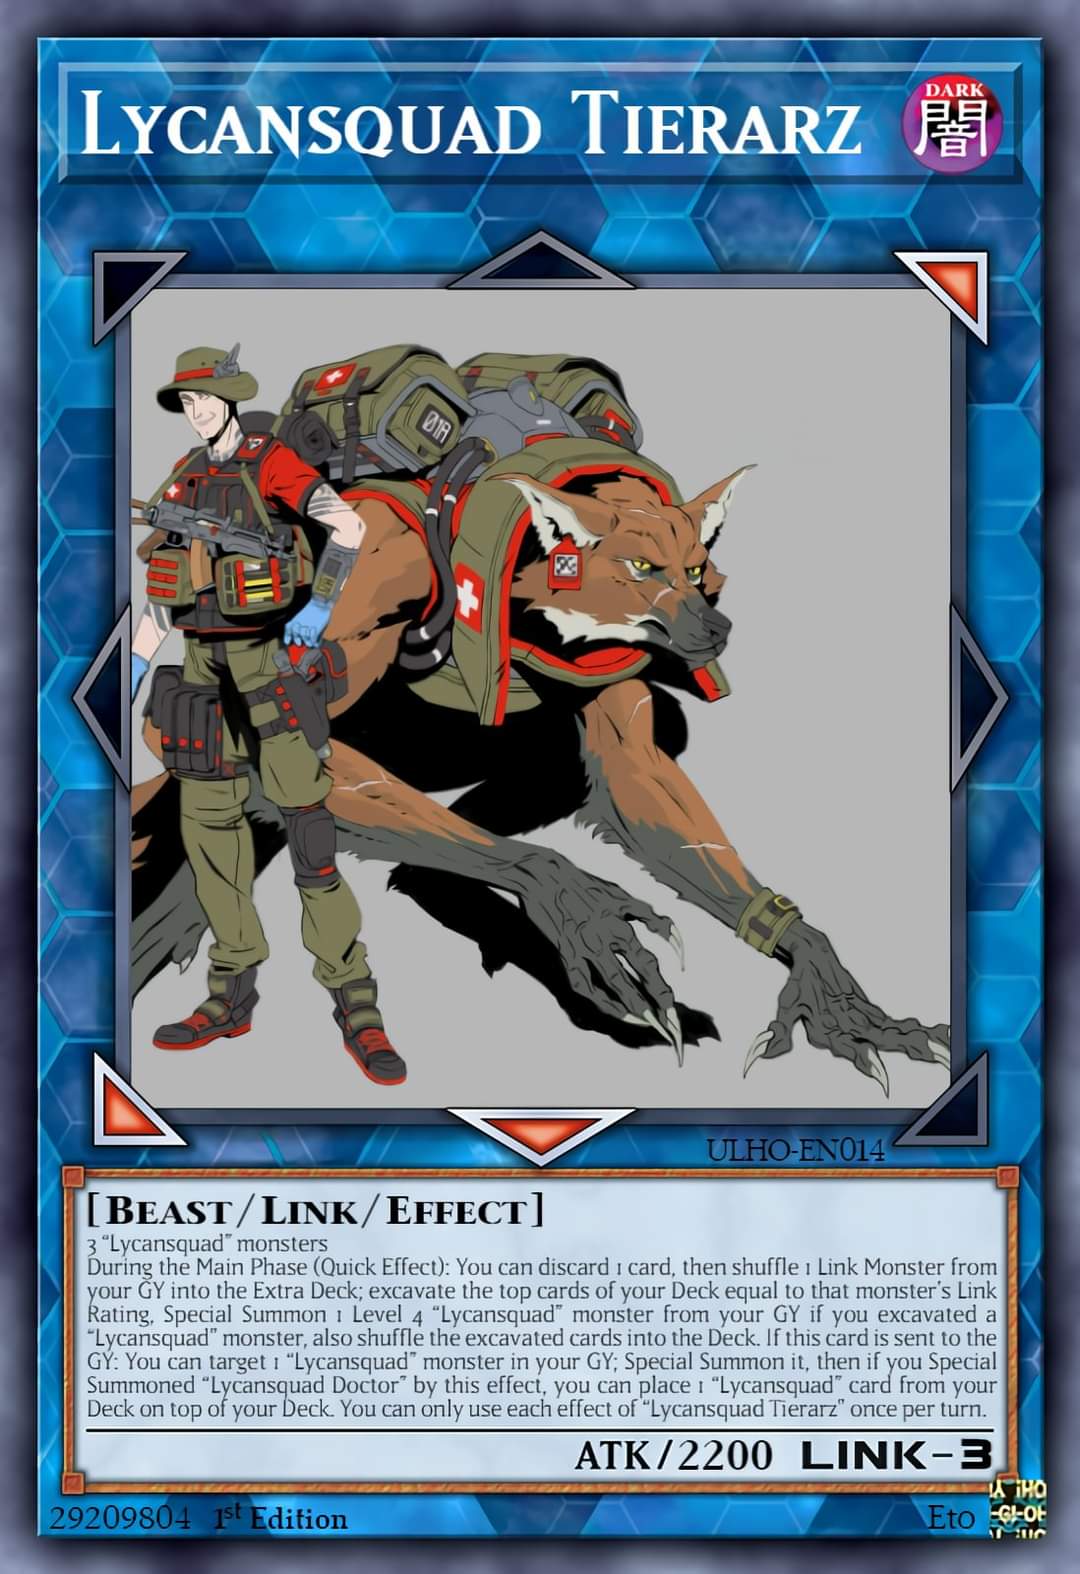 Lycansquad Tierarz
DARK
闇
01A
ULHO-EN014
[Beast/Link/Effect]
3 “Lycansquad” monsters
During the Main Phase (Quick Effect): You can discard 1 card, then shuffle 1 Link Monster from
your GY into the Extra Deck; excavate the top cards of your Deck equal to that monster’s Link
Rating, Special Summon 1 Level 4 “Lycansquad” monster from your GY if you excavated a
“Lycansquad” monster, also shuffle the excavated cards into the Deck. If this card is sent to the
GY: You can target 1 “Lycansquad” monster in your GY; Special Summon it, then if you Special
Summoned “Lycansquad Doctor” by this effect, you can place 1 “Lycansquad” card from your
Deck on top of your Deck. You can only use each effect of “Lycansquad Tierarz” once per turn.
ATK/2200 LINK-3
29209804 1st Edition Eto